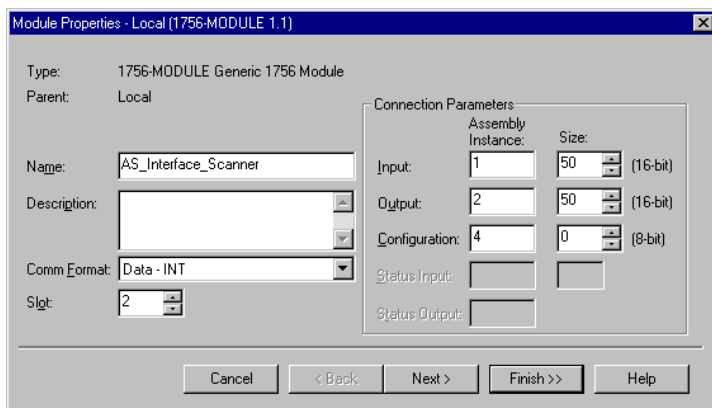 Module Properties - Local (1756-MODULE 1.1)
Type: 1756-MODULE Generic 1756 Module
Parent: Local
Connection Parameters
Assembly Instance: Size:
Name: AS_Interface_Scanner
Input: 1 50 (16-bit)
Description:
Output: 2 50 (16-bit)
Configuration: 4 0 (8-bit)
Comm Format: Data - INT
Status Input:
Slot: 2
Status Output:
Cancel < Back Next > Finish >> Help